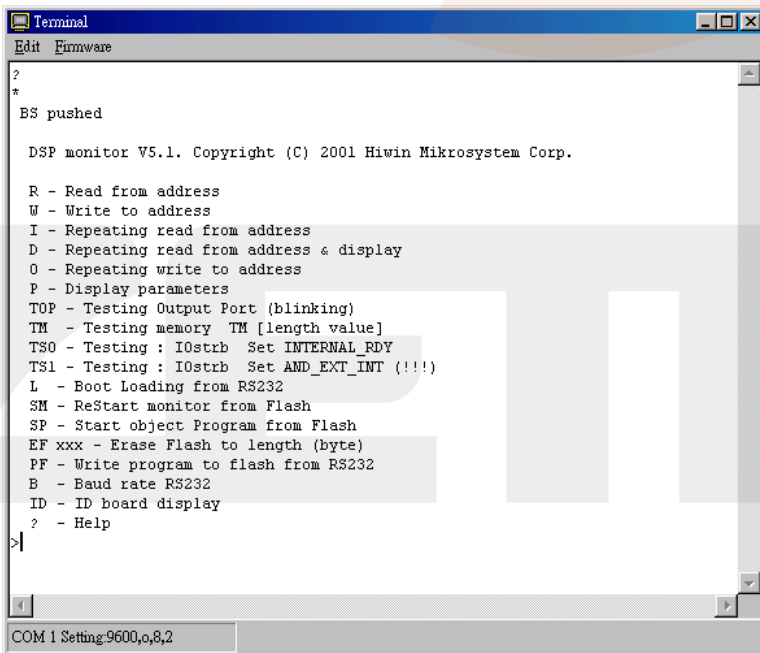 Terminal
Edit Firmware
?
*
BS pushed
DSP monitor V5.1. Copyright (C) 2001 Hiwin Mikrosystem Corp.
R - Read from address
W - Write to address
I - Repeating read from address
D - Repeating read from address & display
O - Repeating write to address
P - Display parameters
TOP - Testing Output Port (blinking)
TM - Testing memory TM [length value]
TS0 - Testing : IOstrb Set INTERNAL_RDY
TS1 - Testing : IOstrb Set AND_EXT_INT (!!!)
L - Boot Loading from RS232
SM - ReStart monitor from Flash
SP - Start object Program from Flash
EF xxx - Erase Flash to length (byte)
PF - Write program to flash from RS232
B - Baud rate RS232
ID - ID board display
? - Help
>
COM 1 Setting:9600,o,8,2